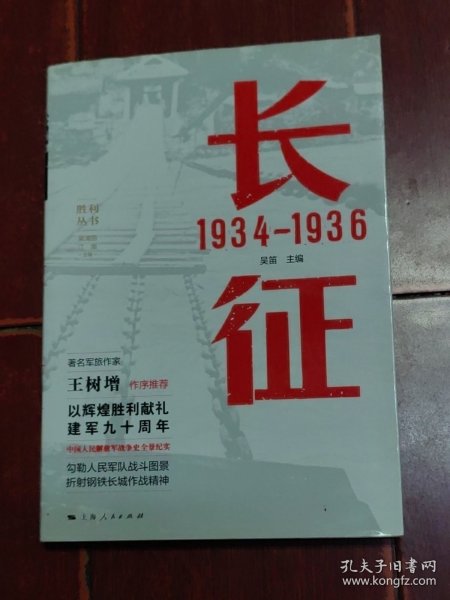 长
1934-1936
吴笛 主编
征
胜利
丛书
主编
著名军旅作家
王树增 作序推荐
以辉煌胜利献礼
建军九十周年
中国人民解放军战争史全景纪实
勾勒人民军队战斗图景
折射钢铁长城作战精神
上海人民出版社
孔夫子旧书网
www.kongfz.com